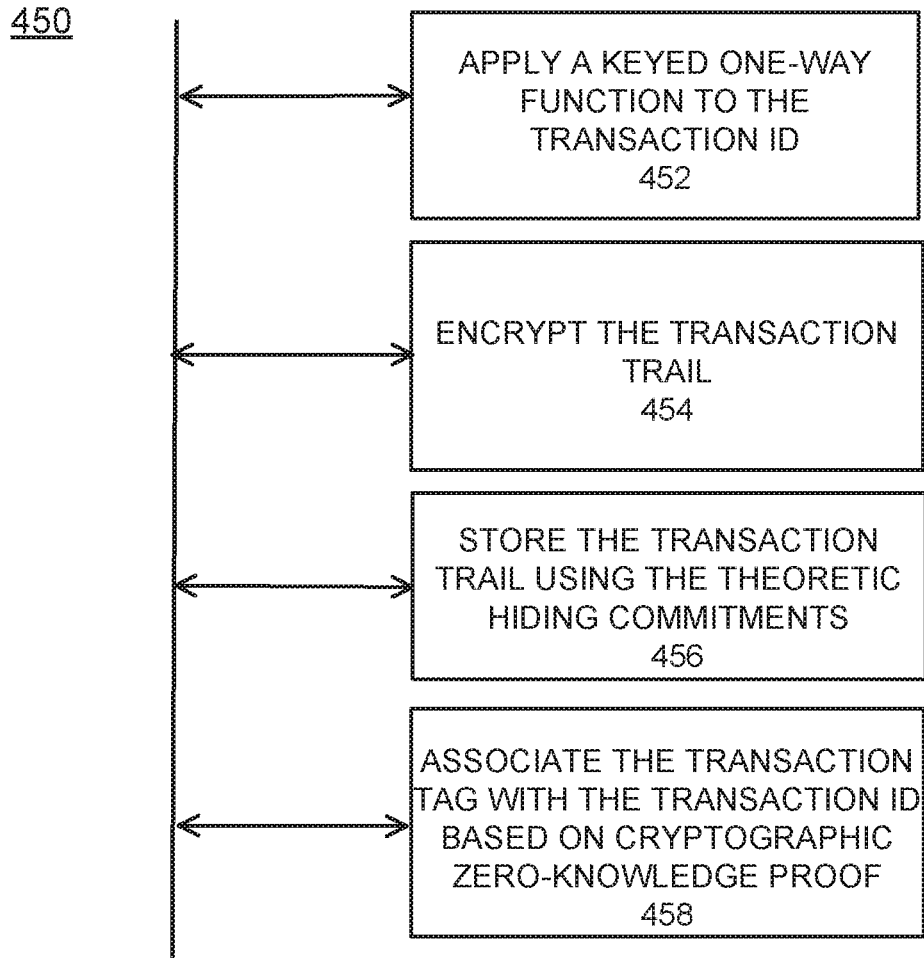 450
APPLY A KEYED ONE-WAY
FUNCTION TO THE
TRANSACTION ID
452
ENCRYPT THE TRANSACTION
TRAIL
454
STORE THE TRANSACTION
TRAIL USING THE THEORETIC
HIDING COMMITMENTS
456
ASSOCIATE THE TRANSACTION
TAG WITH THE TRANSACTION ID
BASED ON CRYPTOGRAPHIC
ZERO-KNOWLEDGE PROOF
458